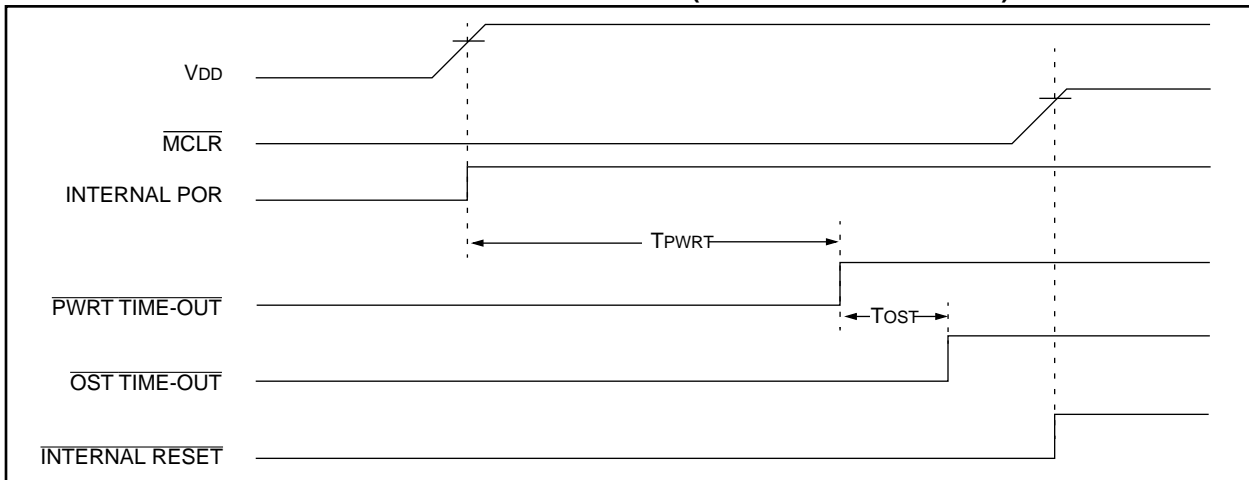 VDD
MCLR
INTERNAL POR
TPWRT
PWRT TIME-OUT
TOST
OST TIME-OUT
INTERNAL RESET